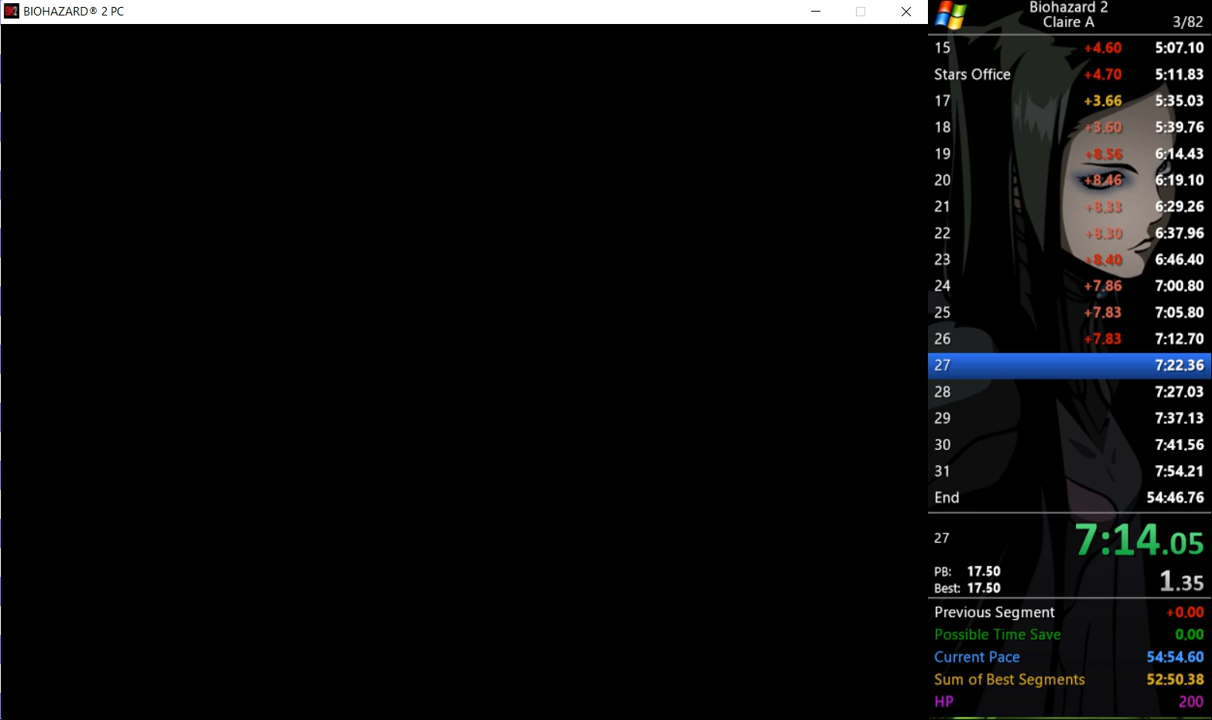 BIOHAZARD® 2 PC
Biohazard 2
Claire A 3/82
15 +4.60 5:07.10
Stars Office +4.70 5:11.83
17 +3.66 5:35.03
18 +3.60 5:39.76
19 +8.56 6:14.43
20 +8.46 6:19.10
21 +8.33 6:29.26
22 +8.30 6:37.96
23 +8.40 6:46.40
24 +7.86 7:00.80
25 +7.83 7:05.80
26 +7.83 7:12.70
27 7:22.36
28 7:27.03
29 7:37.13
30 7:41.56
31 7:54.21
End 54:46.76
27 7:14.05
PB: 17.50
Best: 17.50 1.35
Previous Segment +0.00
Possible Time Save 0.00
Current Pace 54:54.60
Sum of Best Segments 52:50.38
HP 200